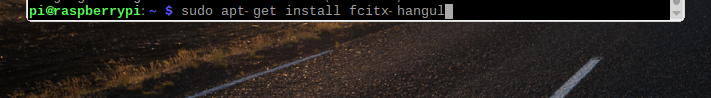 pi@raspberrypi:~ $ sudo apt-get install fcitx-hangul